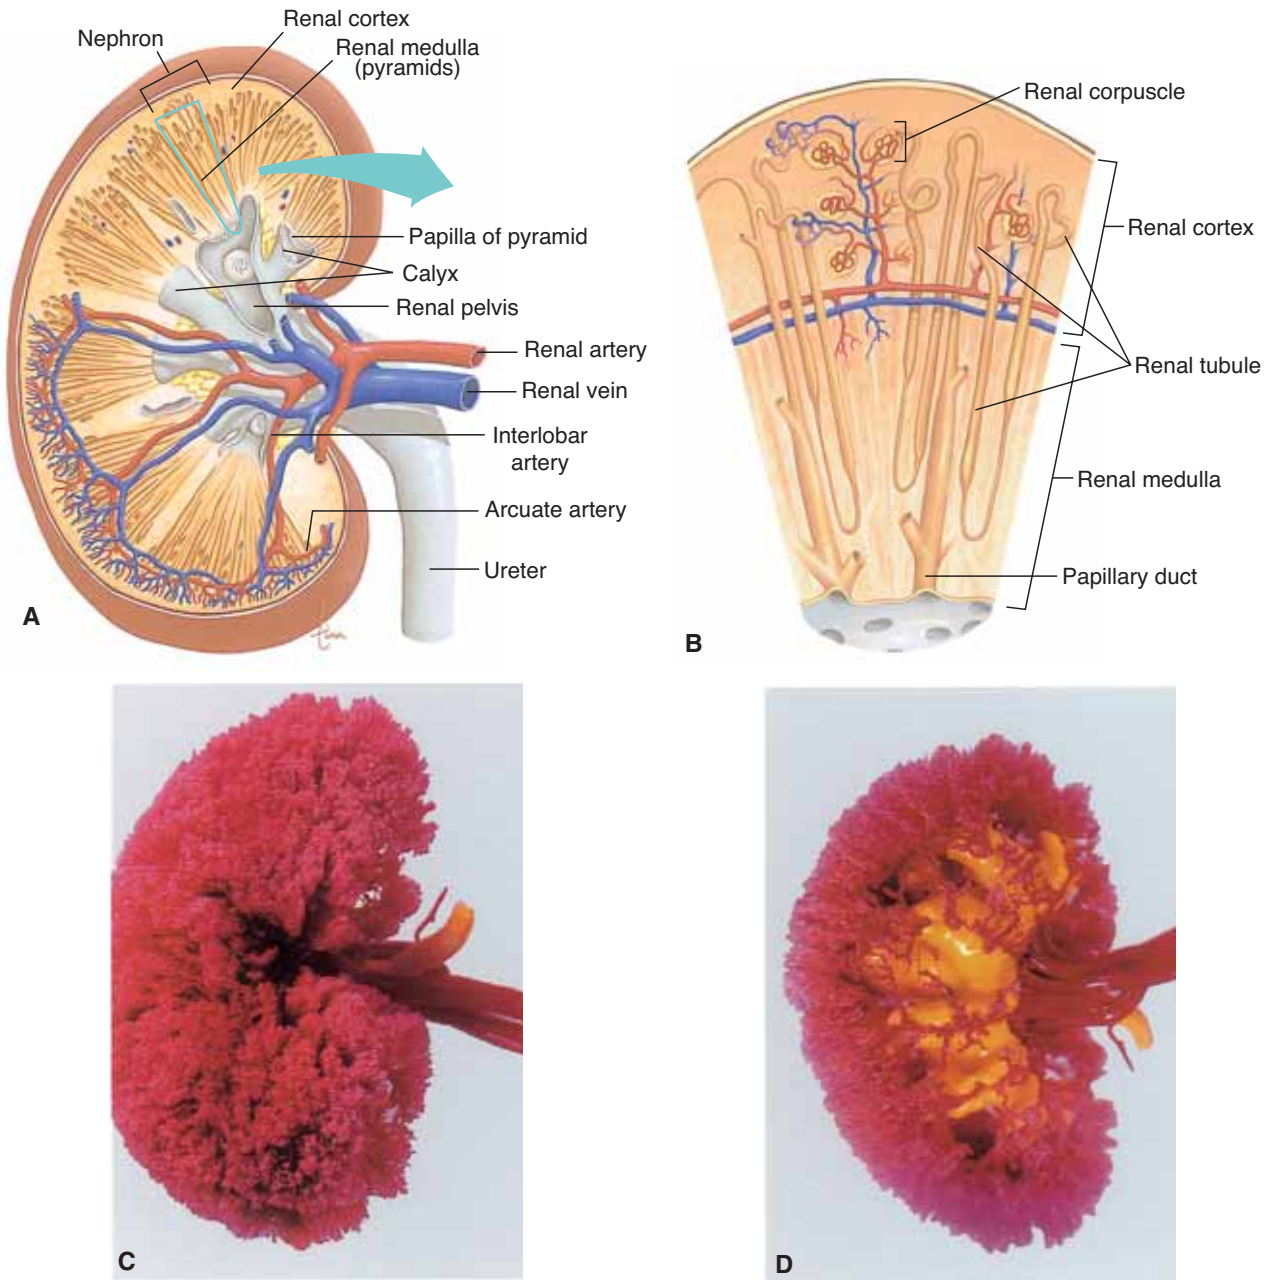 Renal cortex
Nephron
Renal medulla
(pyramids)
Papilla of pyramid
Calyx
Renal pelvis
Renal artery
Renal vein
Interlobar
artery
Arcuate artery
Ureter
A
Renal corpuscle
Renal cortex
Renal tubule
Renal medulla
Papillary duct
B
C
D